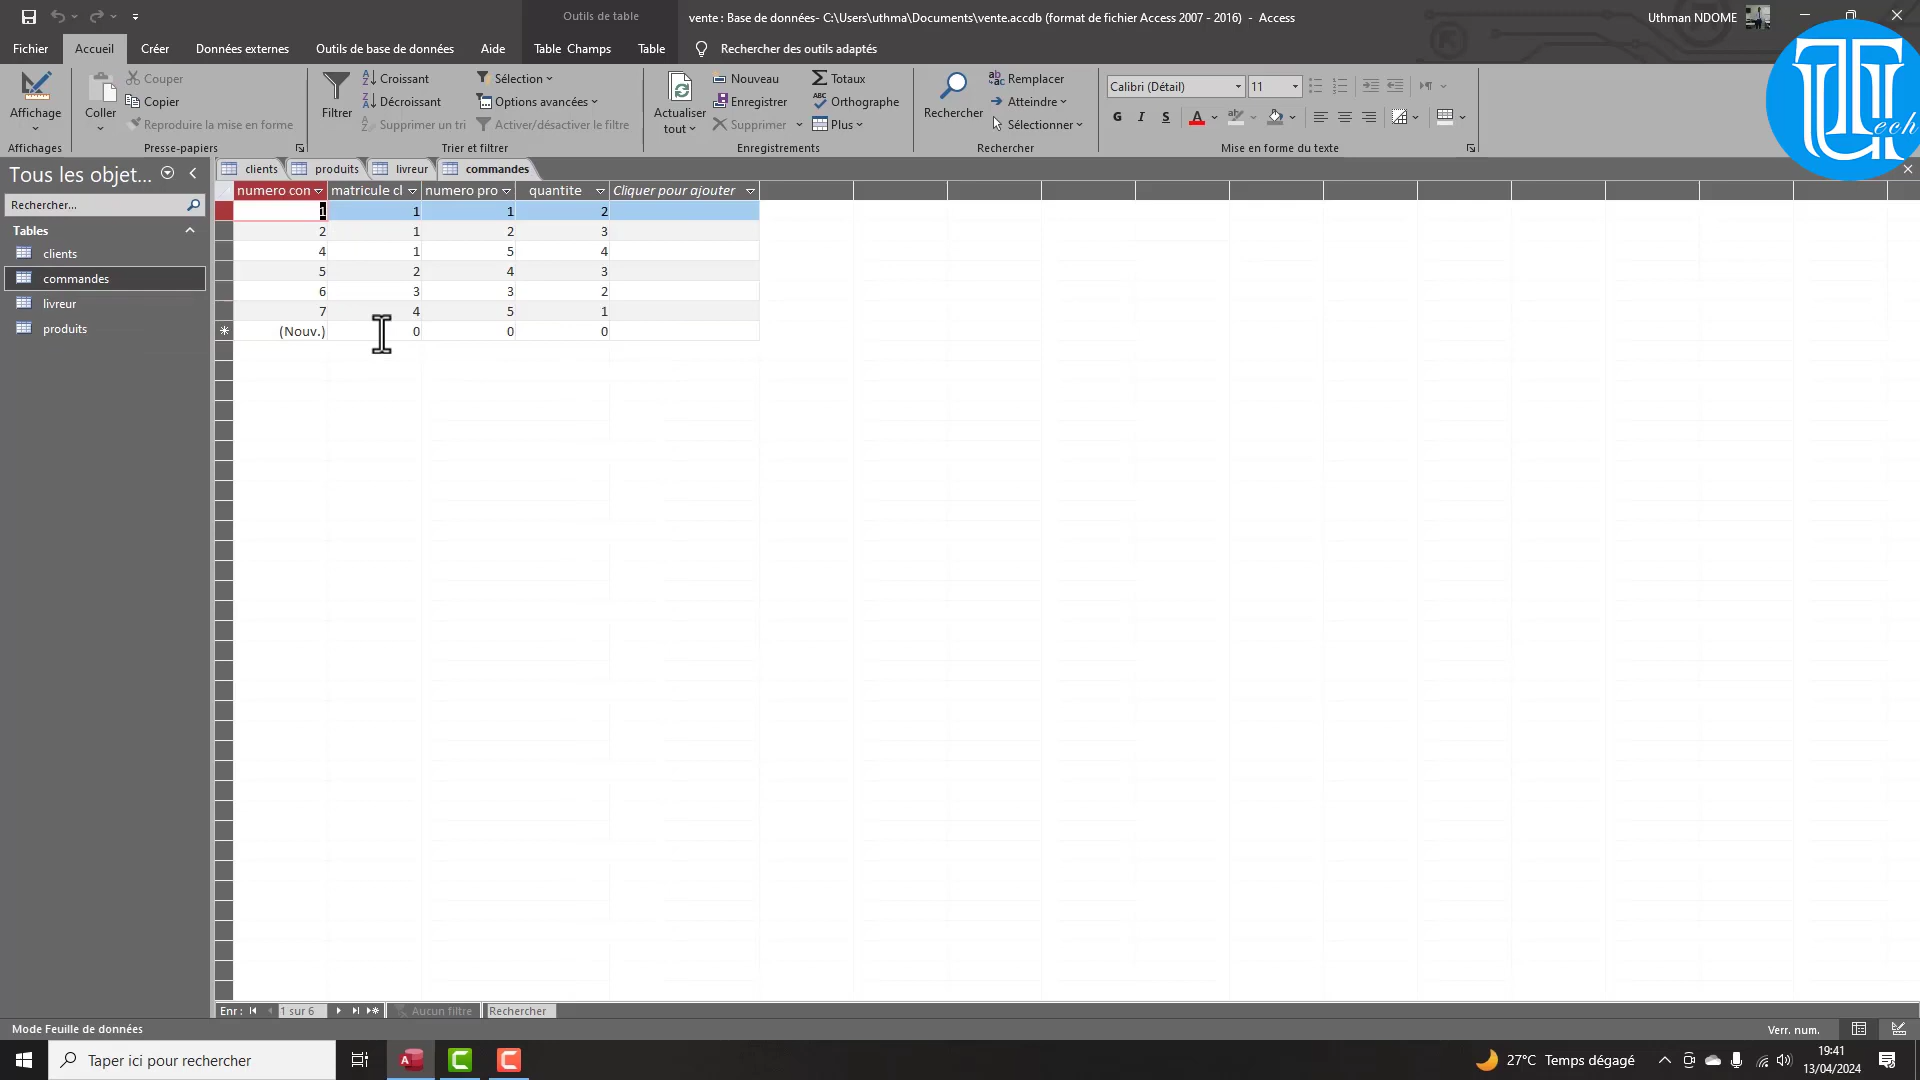 Outils de table
vente : Base de données- C:\Users\uthma\Documents\vente.accdb (format de fichier Access 2007 - 2016) - Access
Uthman NDOME
Fichier Accueil Créer Données externes Outils de base de données Aide Table Champs Table Rechercher des outils adaptés
Affichage
Affichages
Coller
Couper
Copier
Reproduire la mise en forme
Presse-papiers
Filtrer
Croissant
Décroissant
Supprimer un tri
Sélection
Options avancées
Activer/désactiver le filtre
Trier et filtrer
Actualiser
tout
Nouveau
Enregistrer
Supprimer
Totaux
Orthographe
Plus
Enregistrements
Rechercher
Remplacer
Atteindre
Sélectionner
Rechercher
Calibri (Détail) 11
G I S A
Mise en forme du texte
UTech
Tous les objet...
Rechercher...
Tables
clients
commandes
livreur
produits
clients produits livreur commandes
numero con matricule cl numero pro quantite Cliquer pour ajouter
1 1 1 2
2 1 2 3
4 1 5 4
5 2 4 3
6 3 3 2
7 4 5 1
(Nouv.) 0 0 0
Enr : 1 sur 6 Aucun filtre Rechercher
Mode Feuille de données
Verr. num.
Taper ici pour rechercher
27°C Temps dégagé
19:41
13/04/2024